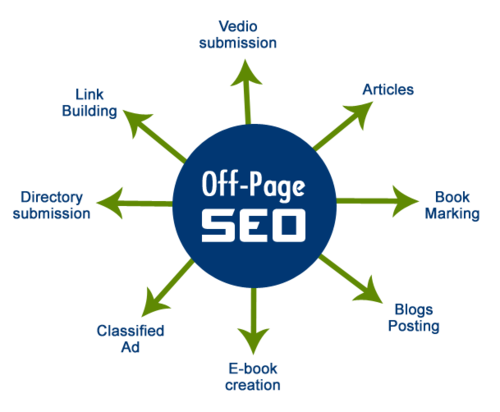 Vedio
submission
Articles
Link
Building
Off-Page
SEO
Directory
submission
Book
Marking
Blogs
Posting
Classified
Ad
E-book
creation